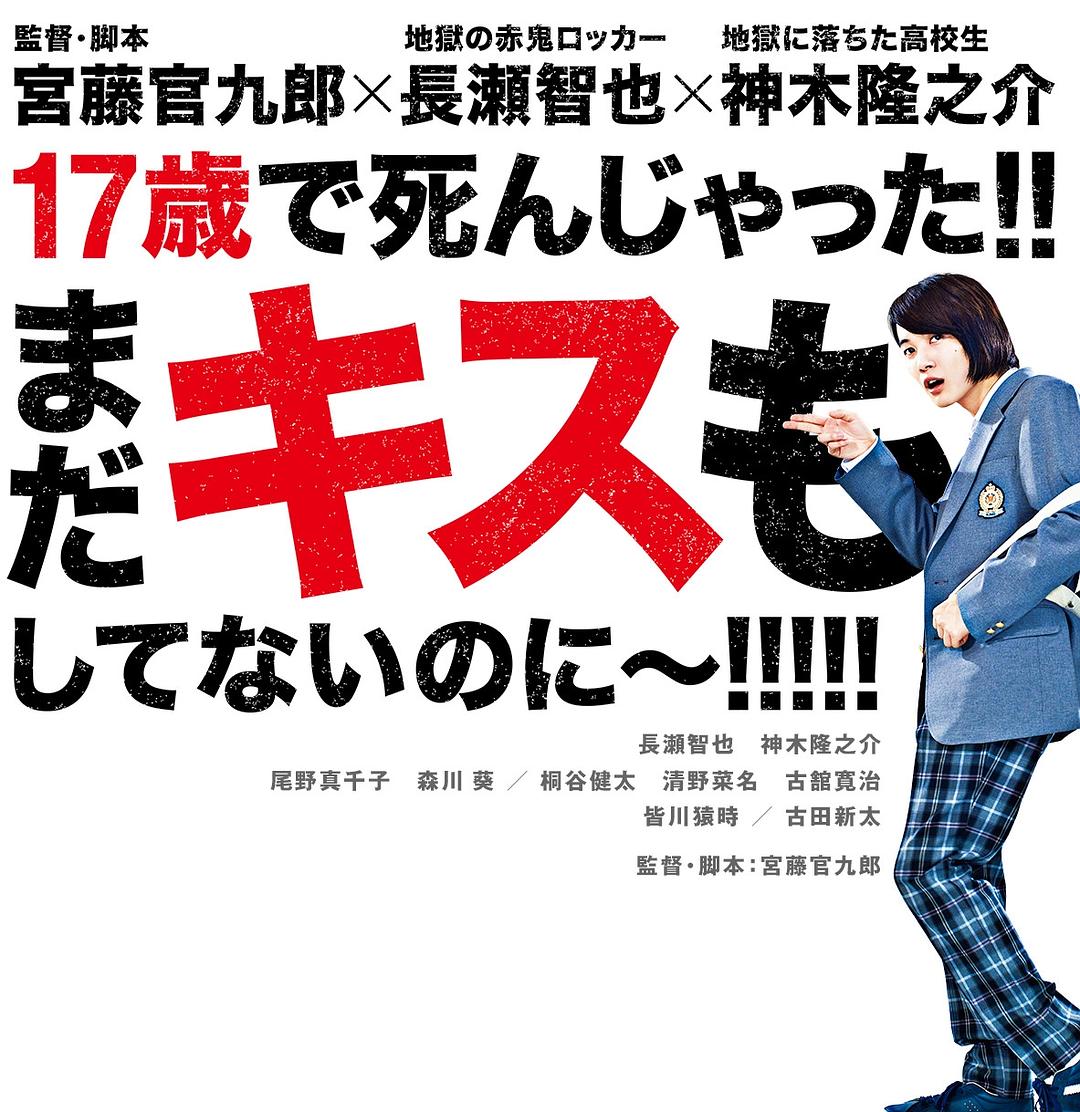 監督・脚本 地獄の赤鬼ロッカー 地獄に落ちた高校生
宮藤官九郎×長瀬智也×神木隆之介
17歳で死んじゃった!!
まだキスも
してないのに〜!!!!!
長瀬智也 神木隆之介
尾野真千子 森川 葵 ／ 桐谷健太 清野菜名 古舘寛治
皆川猿時 ／ 古田新太
監督・脚本：宮藤官九郎